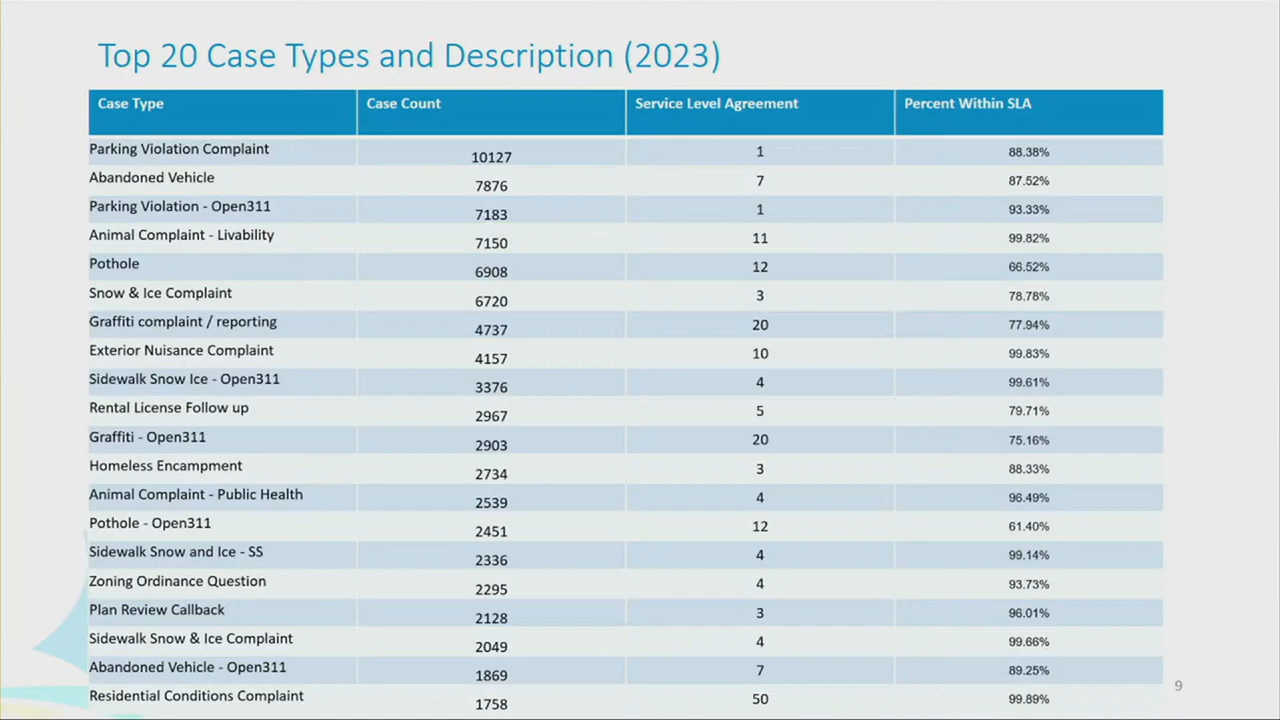 Top 20 Case Types and Description (2023)
Case Type Case Count Service Level Agreement Percent Within SLA
Parking Violation Complaint 10127 1 88.38%
Abandoned Vehicle 7876 7 87.52%
Parking Violation - Open311 7183 1 93.33%
Animal Complaint - Livability 7150 11 99.82%
Pothole 6908 12 66.52%
Snow & Ice Complaint 6720 3 78.78%
Graffiti complaint / reporting 4737 20 77.94%
Exterior Nuisance Complaint 4157 10 99.83%
Sidewalk Snow Ice - Open311 3376 4 99.61%
Rental License Follow up 2967 5 79.71%
Graffiti - Open311 2903 20 75.16%
Homeless Encampment 2734 3 88.33%
Animal Complaint - Public Health 2539 4 96.49%
Pothole - Open311 2451 12 61.40%
Sidewalk Snow and Ice - SS 2336 4 99.14%
Zoning Ordinance Question 2295 4 93.73%
Plan Review Callback 2128 3 96.01%
Sidewalk Snow & Ice Complaint 2049 4 99.66%
Abandoned Vehicle - Open311 1869 7 89.25%
Residential Conditions Complaint 1758 50 99.89%
9